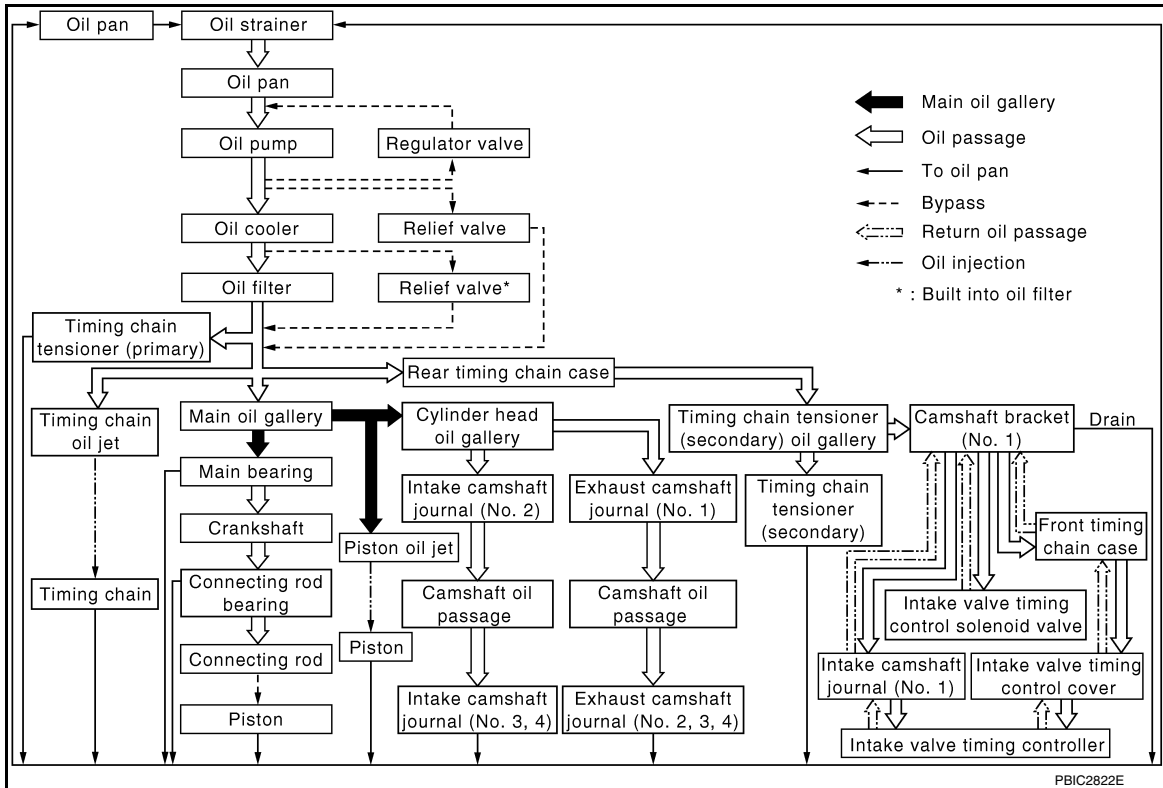 Oil pan
Oil strainer
Oil pan
Oil pump
Regulator valve
Oil cooler
Relief valve
Oil filter
Relief valve*
Main oil gallery
Oil passage
To oil pan
Bypass
Return oil passage
Oil injection
* : Built into oil filter
Timing chain
tensioner (primary)
Rear timing chain case
Timing chain
oil jet
Main oil gallery
Cylinder head
oil gallery
Timing chain tensioner
(secondary) oil gallery
Camshaft bracket
(No. 1)
Drain
Main bearing
Intake camshaft
journal (No. 2)
Exhaust camshaft
journal (No. 1)
Timing chain
tensioner
(secondary)
Crankshaft
Piston oil jet
Front timing
chain case
Timing chain
Connecting rod
bearing
Camshaft oil
passage
Camshaft oil
passage
Intake valve timing
control solenoid valve
Connecting rod
Piston
Intake camshaft
journal (No. 1)
Intake valve timing
control cover
Piston
Intake camshaft
journal (No. 3, 4)
Exhaust camshaft
journal (No. 2, 3, 4)
Intake valve timing controller
PBIC2822E